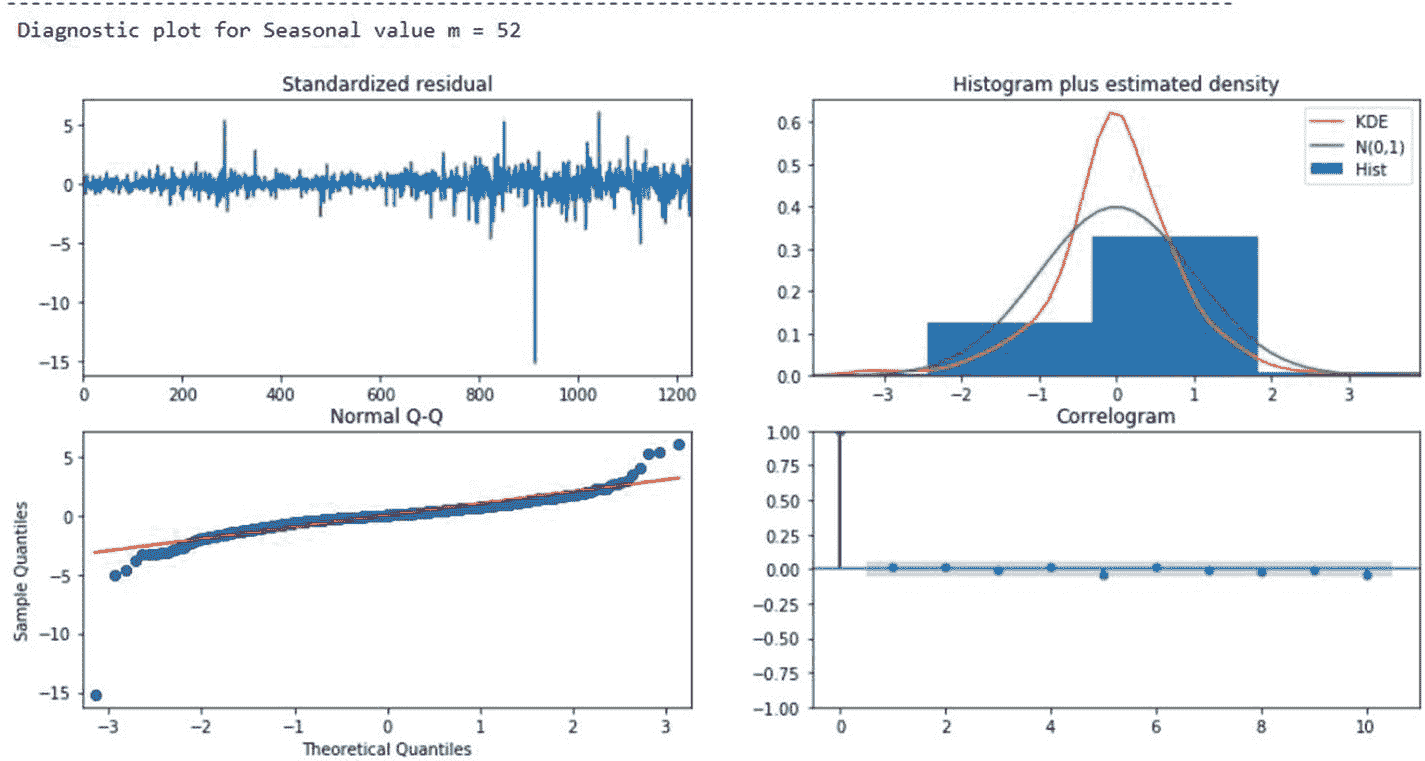 Diagnostic plot for Seasonal value m = 52
Standardized residual
5
0
−5
−10
−15
0 200 400 600 800 1000 1200
Histogram plus estimated density
KDE
N(0,1)
Hist
0.6
0.5
0.4
0.3
0.2
0.1
0.0
−3 −2 −1 0 1 2 3
Normal Q-Q
Sample Quantiles
5
0
−5
−10
−15
−3 −2 −1 0 1 2 3
Theoretical Quantiles
Correlogram
1.00
0.75
0.50
0.25
0.00
−0.25
−0.50
−0.75
−1.00
0 2 4 6 8 10